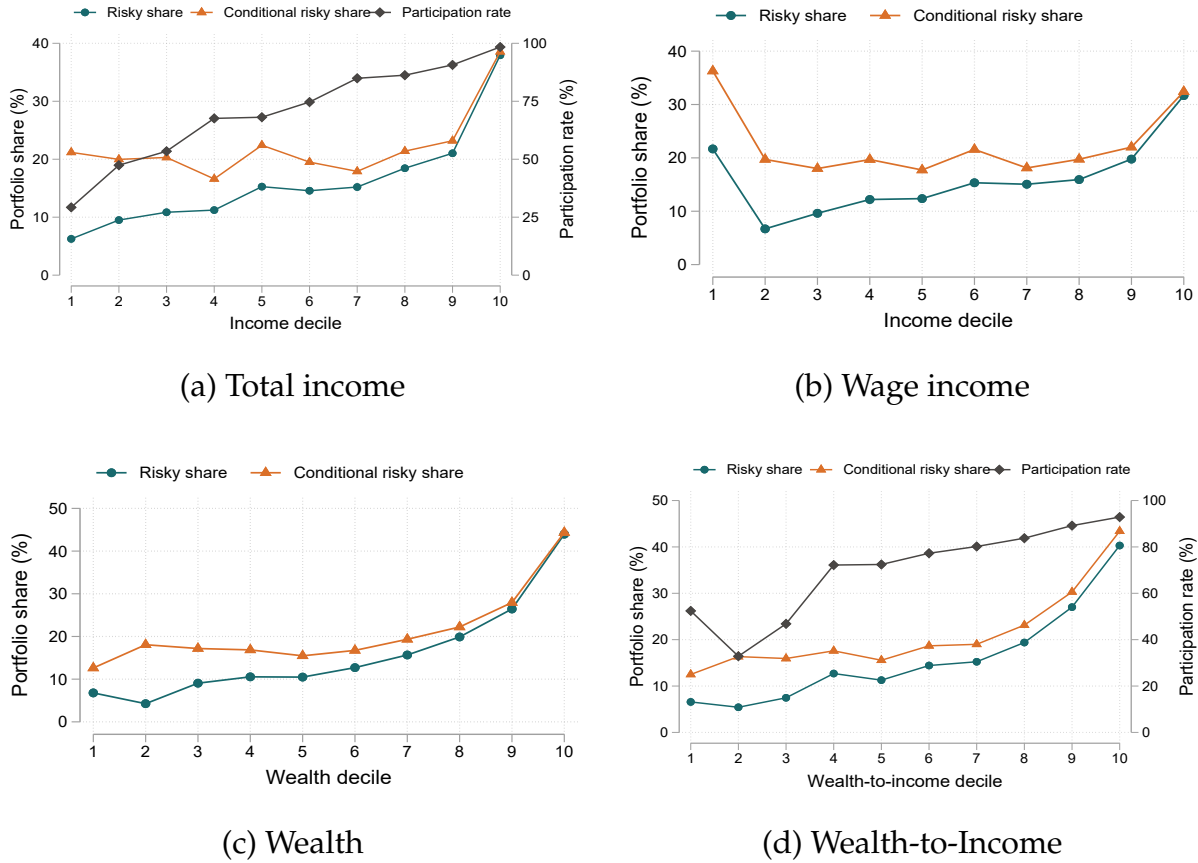 Risky share Conditional risky share Participation rate
40 100
30 75
20 50
10 25
0 0
Portfolio share (%)
Participation rate (%)
1 2 3 4 5 6 7 8 9 10
Income decile
(a) Total income
Risky share Conditional risky share
40
30
20
10
0
Portfolio share (%)
1 2 3 4 5 6 7 8 9 10
Income decile
(b) Wage income
Risky share Conditional risky share
50
40
30
20
10
0
Portfolio share (%)
1 2 3 4 5 6 7 8 9 10
Wealth decile
(c) Wealth
Risky share Conditional risky share Participation rate
50 100
40 80
30 60
20 40
10 20
0 0
Portfolio share (%)
Participation rate (%)
1 2 3 4 5 6 7 8 9 10
Wealth-to-income decile
(d) Wealth-to-Income